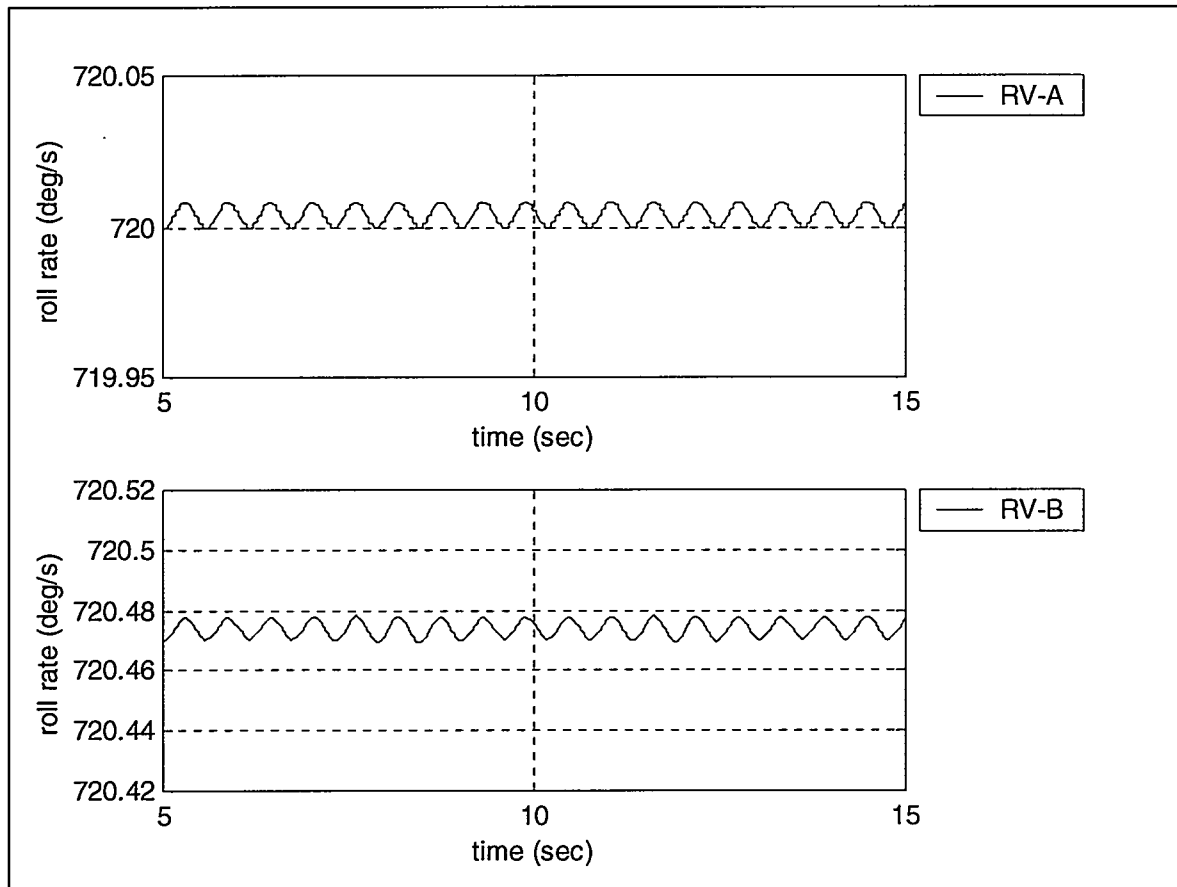 720.05
720
719.95
roll rate (deg/s)
5
10
15
time (sec)
RV-A
720.52
720.5
720.48
720.46
720.44
720.42
roll rate (deg/s)
5
10
15
time (sec)
RV-B